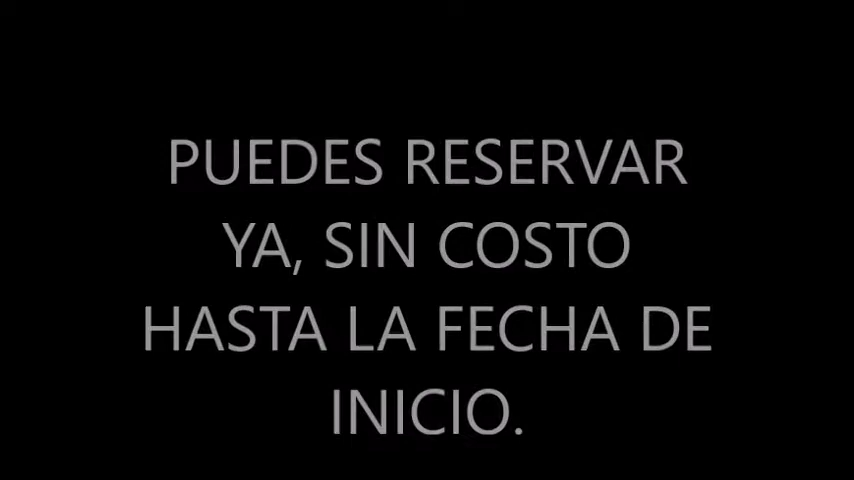 PUEDES RESERVAR
YA, SIN COSTO
HASTA LA FECHA DE
INICIO.